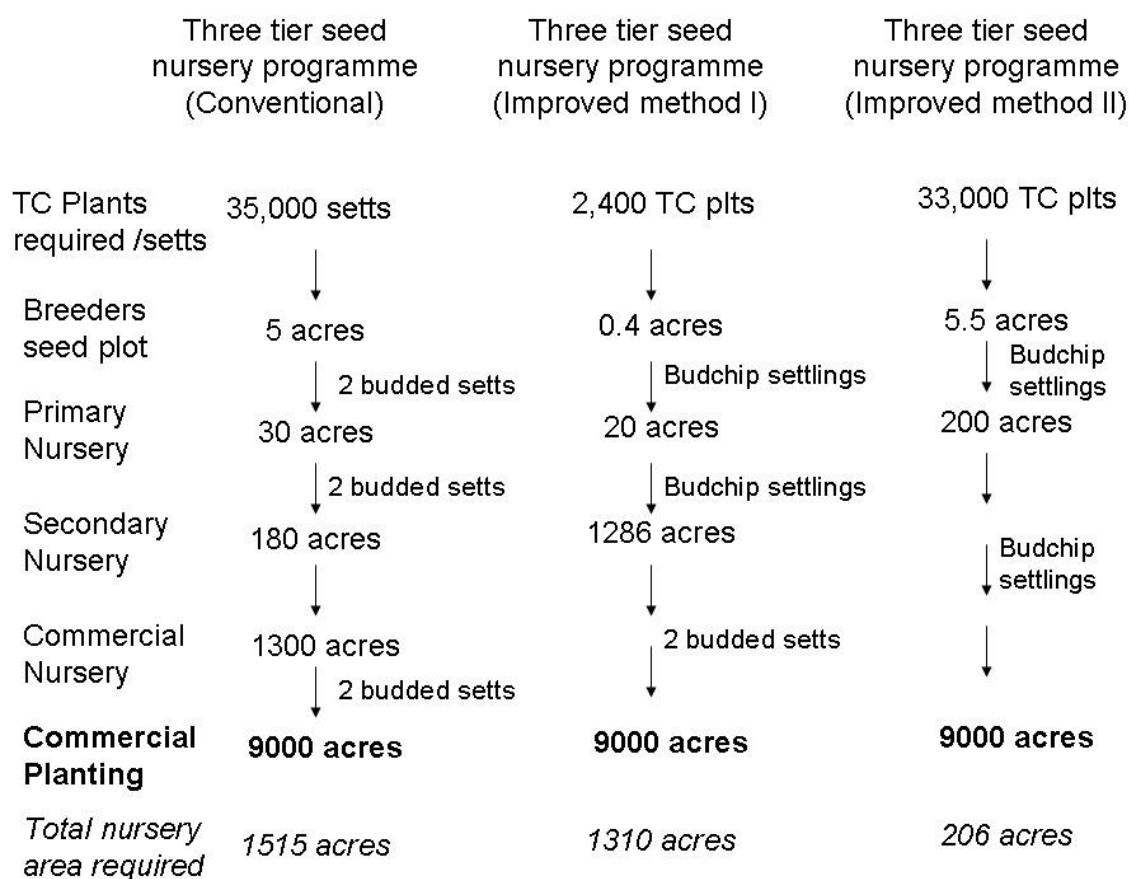 Three tier seed
nursery programme
(Conventional)
Three tier seed
nursery programme
(Improved method I)
Three tier seed
nursery programme
(Improved method II)
TC Plants
required /setts
35,000 setts
2,400 TC plts
33,000 TC plts
Breeders
seed plot
5 acres
0.4 acres
5.5 acres
2 budded setts
Budchip settlings
Budchip
settlings
Primary
Nursery
30 acres
20 acres
200 acres
2 budded setts
Budchip settlings
Secondary
Nursery
180 acres
1286 acres
Budchip
settlings
Commercial
Nursery
1300 acres
2 budded setts
2 budded setts
Commercial
Planting
9000 acres
9000 acres
9000 acres
Total nursery
area required
1515 acres
1310 acres
206 acres